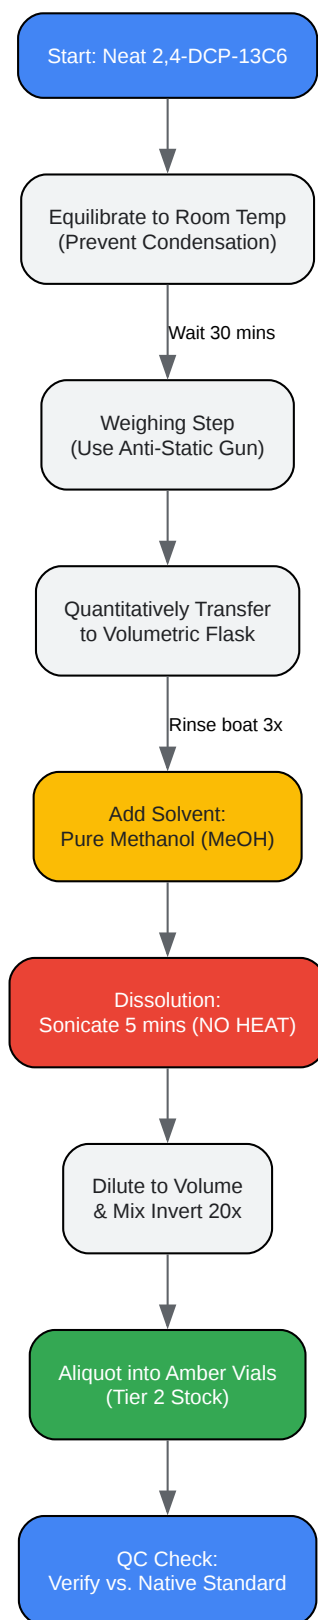 Start: Neat 2,4-DCP-13C6
Equilibrate to Room Temp
(Prevent Condensation)
Wait 30 mins
Weighing Step
(Use Anti-Static Gun)
Quantitatively Transfer
to Volumetric Flask
Rinse boat 3x
Add Solvent:
Pure Methanol (MeOH)
Dissolution:
Sonicate 5 mins (NO HEAT)
Dilute to Volume
& Mix Invert 20x
Aliquot into Amber Vials
(Tier 2 Stock)
QC Check:
Verify vs. Native Standard